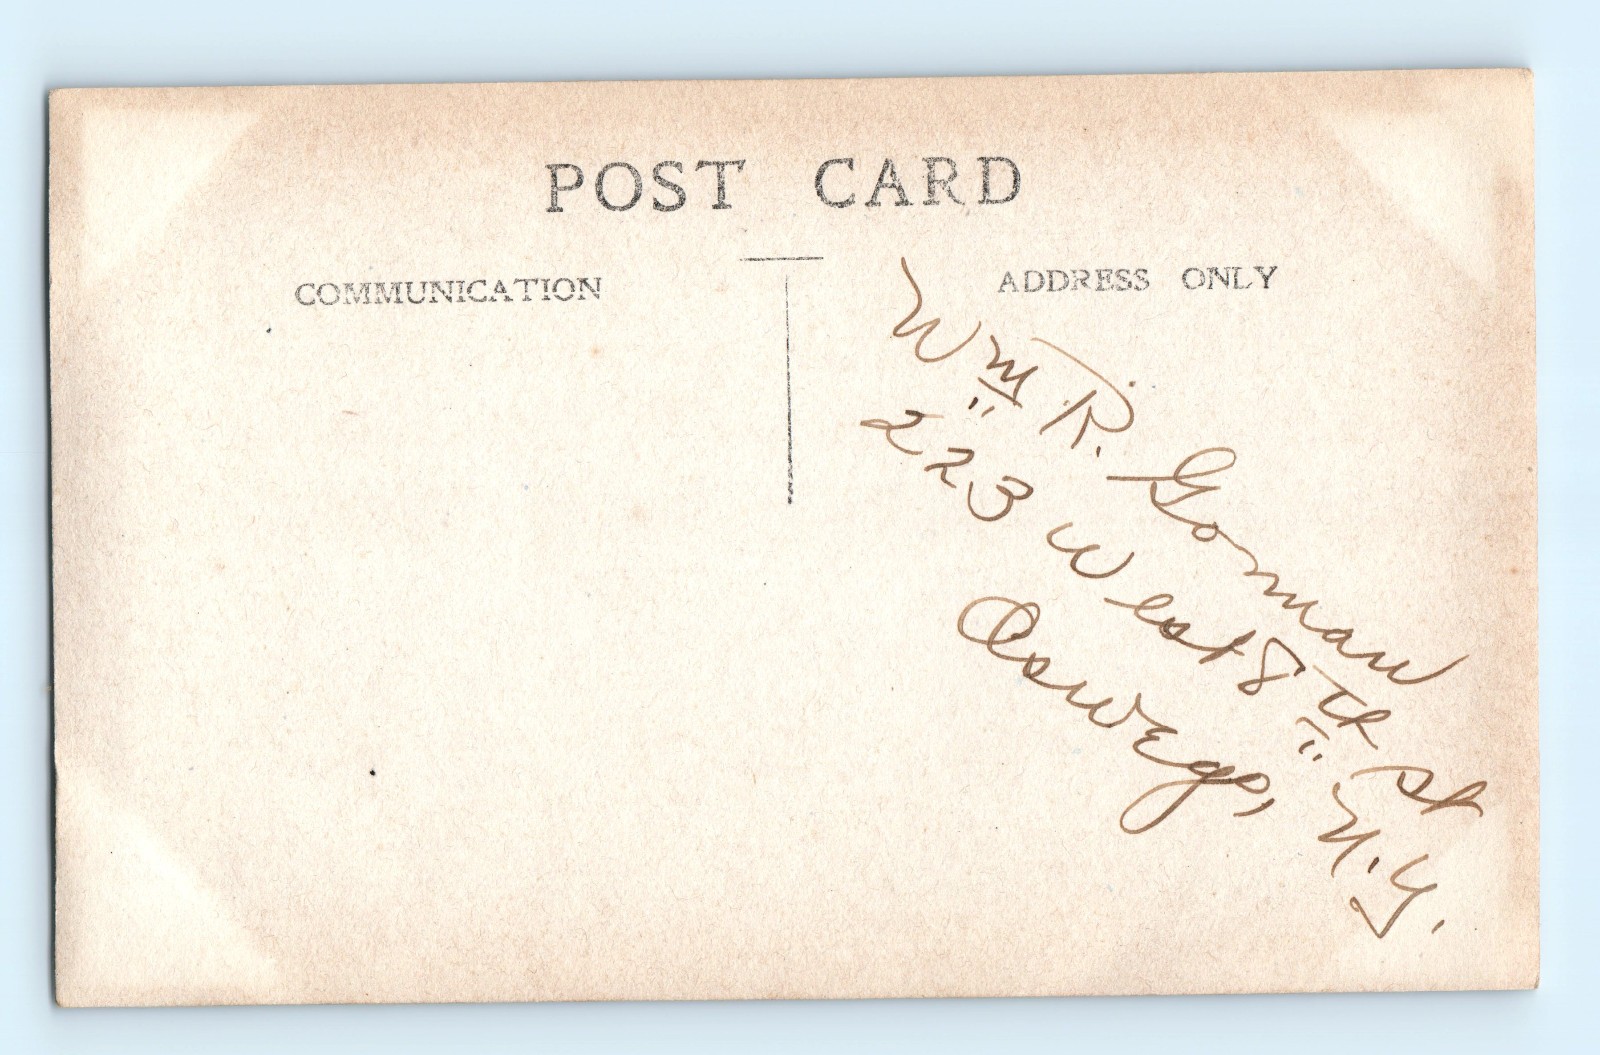 POST CARD
COMMUNICATION
ADDRESS ONLY
Wm R. Gorman
223 West 8th St
Oswego, N.Y.